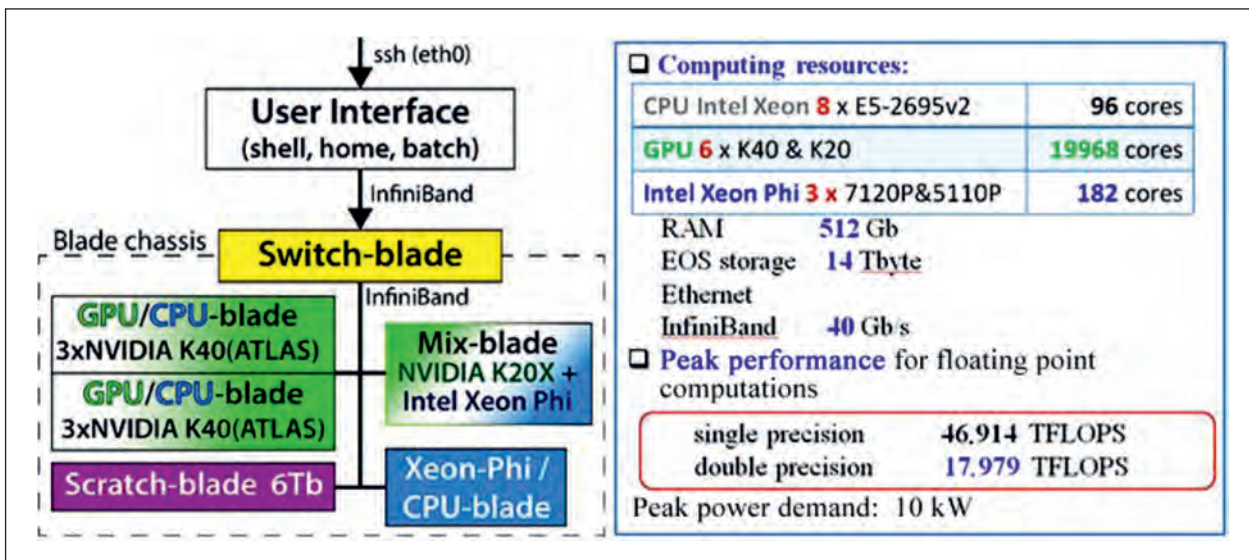 ssh (eth0)
User Interface
(shell, home, batch)
InfiniBand
Blade chassis
Switch-blade
InfiniBand
GPU/CPU-blade
3xNVIDIA K40(ATLAS)
GPU/CPU-blade
3xNVIDIA K40(ATLAS)
Mix-blade
NVIDIA K20X +
Intel Xeon Phi
Scratch-blade 6Tb
Xeon-Phi /
CPU-blade
Computing resources:
CPU Intel Xeon 8 x E5-2695v2 96 cores
GPU 6 x K40 & K20 19968 cores
Intel Xeon Phi 3 x 7120P&5110P 182 cores
RAM 512 Gb
EOS storage 14 Tbyte
Ethernet
InfiniBand 40 Gb/s
Peak performance for floating point
computations
single precision 46.914 TFLOPS
double precision 17.979 TFLOPS
Peak power demand: 10 kW